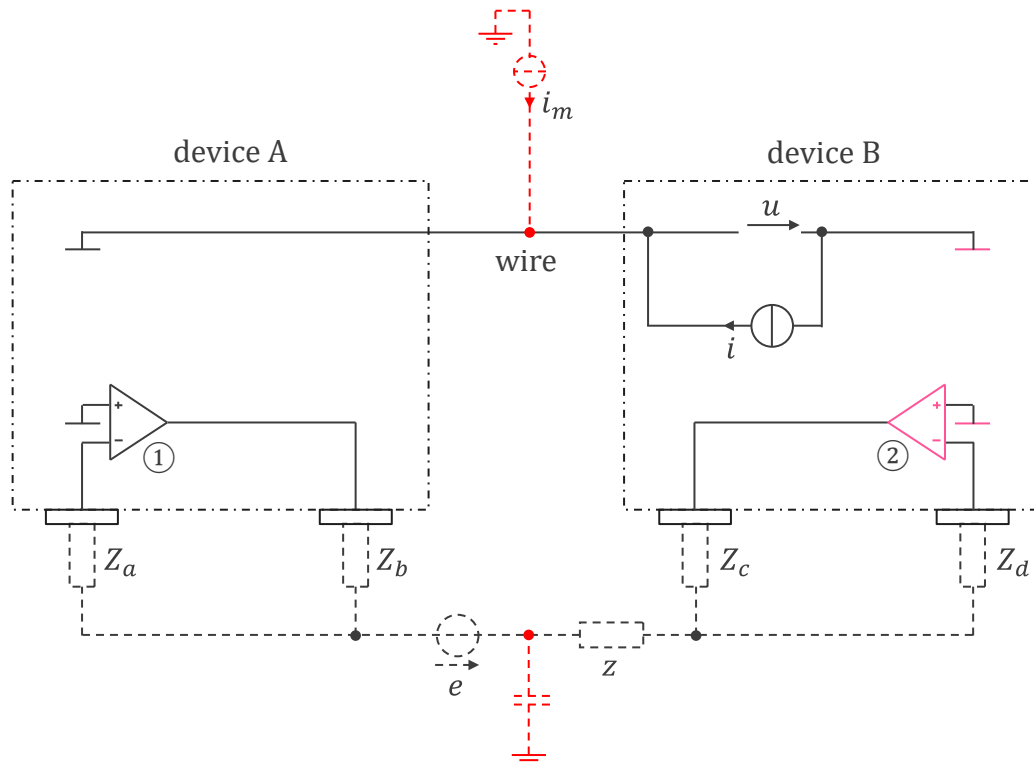 i_m
device A
device B
u
wire
i
+
−
①
+
−
②
Z_a
Z_b
Z_c
Z_d
e
z